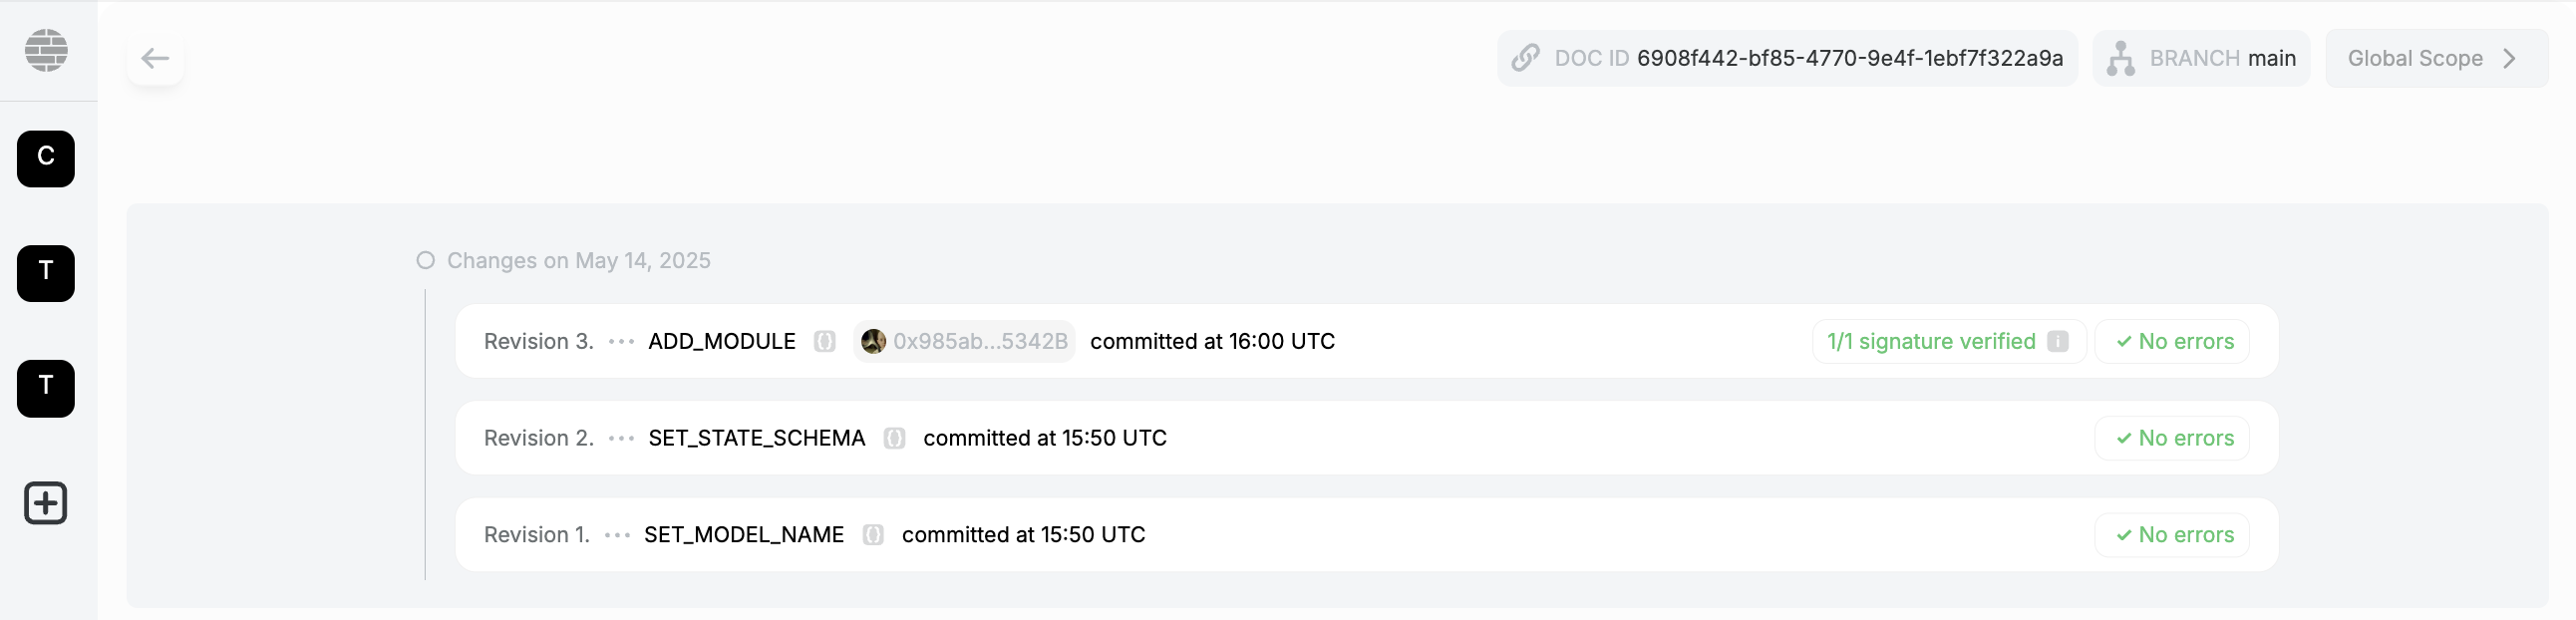 DOC ID 6908f442-bf85-4770-9e4f-1ebf7f322a9a BRANCH main Global Scope
C
T
T
Changes on May 14, 2025
Revision 3. ··· ADD_MODULE 0x985ab...5342B committed at 16:00 UTC 1/1 signature verified i No errors
Revision 2. ··· SET_STATE_SCHEMA committed at 15:50 UTC No errors
Revision 1. ··· SET_MODEL_NAME committed at 15:50 UTC No errors